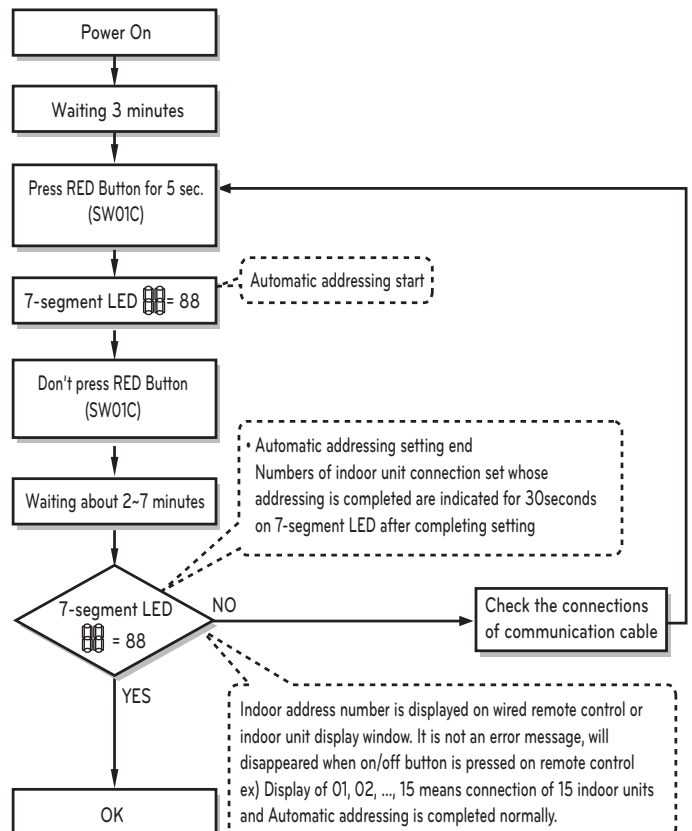 Power On
Waiting 3 minutes
Press RED Button for 5 sec.
(SW01C)
7-segment LED 88 = 88
Automatic addressing start
Don't press RED Button
(SW01C)
Waiting about 2~7 minutes
• Automatic addressing setting end
Numbers of indoor unit connection set whose
addressing is completed are indicated for 30seconds
on 7-segment LED after completing setting
7-segment LED
88 = 88
NO
Check the connections
of communication cable
YES
Indoor address number is displayed on wired remote control or
indoor unit display window. It is not an error message, will
disappeared when on/off button is pressed on remote control
ex) Display of 01, 02, ..., 15 means connection of 15 indoor units
and Automatic addressing is completed normally.
OK